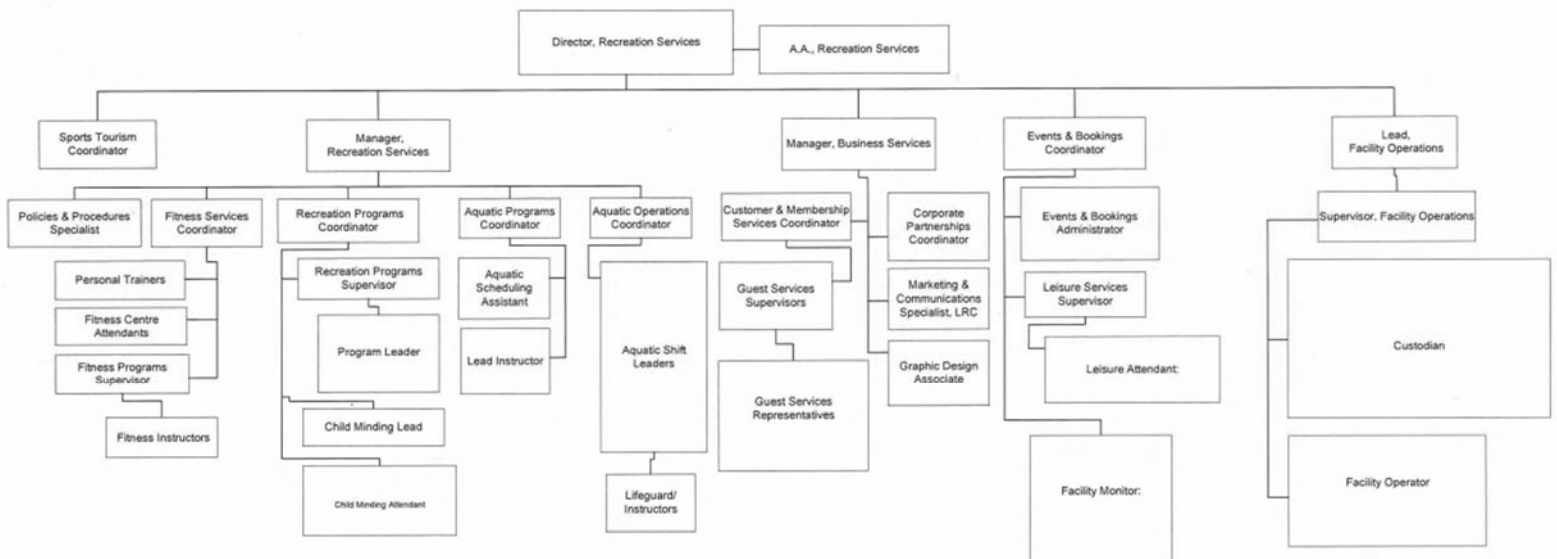 Director, Recreation Services
A.A., Recreation Services
Sports Tourism
Coordinator
Manager,
Recreation Services
Manager, Business Services
Events & Bookings
Coordinator
Lead,
Facility Operations
Policies & Procedures
Specialist
Fitness Services
Coordinator
Recreation Programs
Coordinator
Aquatic Programs
Coordinator
Aquatic Operations
Coordinator
Customer & Membership
Services Coordinator
Corporate
Partnerships
Coordinator
Events & Bookings
Administrator
Supervisor, Facility Operations
Personal Trainers
Recreation Programs
Supervisor
Aquatic
Scheduling
Assistant
Guest Services
Supervisors
Marketing &
Communications
Specialist, LRC
Leisure Services
Supervisor
Fitness Centre
Attendants
Program Leader
Lead Instructor
Aquatic Shift
Leaders
Graphic Design
Associate
Leisure Attendant:
Custodian
Fitness Programs
Supervisor
Guest Services
Representatives
Fitness Instructors
Child Minding Lead
Child Minding Attendant
Lifeguard/
Instructors
Facility Monitor:
Facility Operator